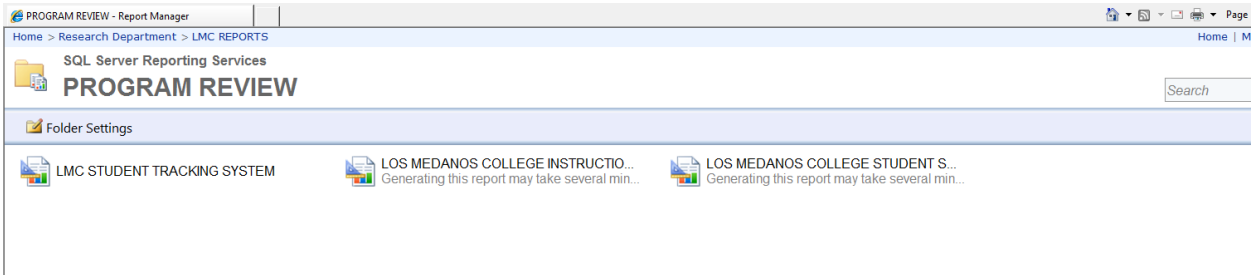 PROGRAM REVIEW - Report Manager
Page
Home > Research Department > LMC REPORTS
Home | M
SQL Server Reporting Services
PROGRAM REVIEW
Search
Folder Settings
LMC STUDENT TRACKING SYSTEM
LOS MEDANOS COLLEGE INSTRUCTIO...
Generating this report may take several min...
LOS MEDANOS COLLEGE STUDENT S...
Generating this report may take several min...